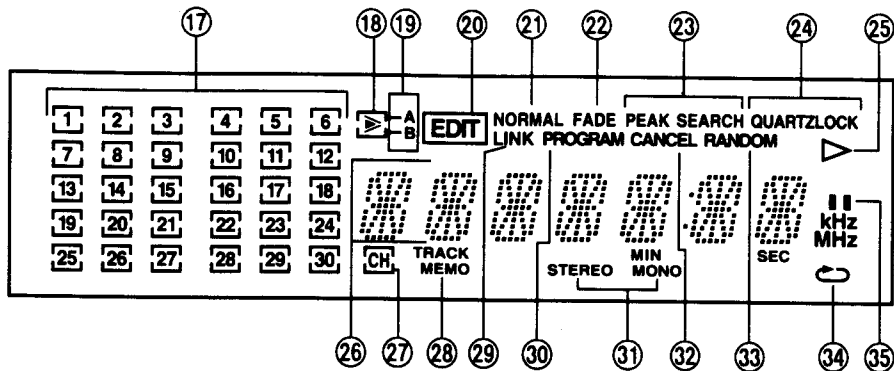 17 18 19 20 21 22 23 24 25
1 2 3 4 5 6 A EDIT NORMAL FADE PEAK SEARCH QUARTZLOCK
B LINK PROGRAM CANCEL RANDOM
7 8 9 10 11 12
13 14 15 16 17 18
19 20 21 22 23 24 kHz
MHz
25 26 27 28 29 30 CH TRACK MIN SEC
MEMO STEREO MONO
26 27 28 29 30 31 32 33 34 35